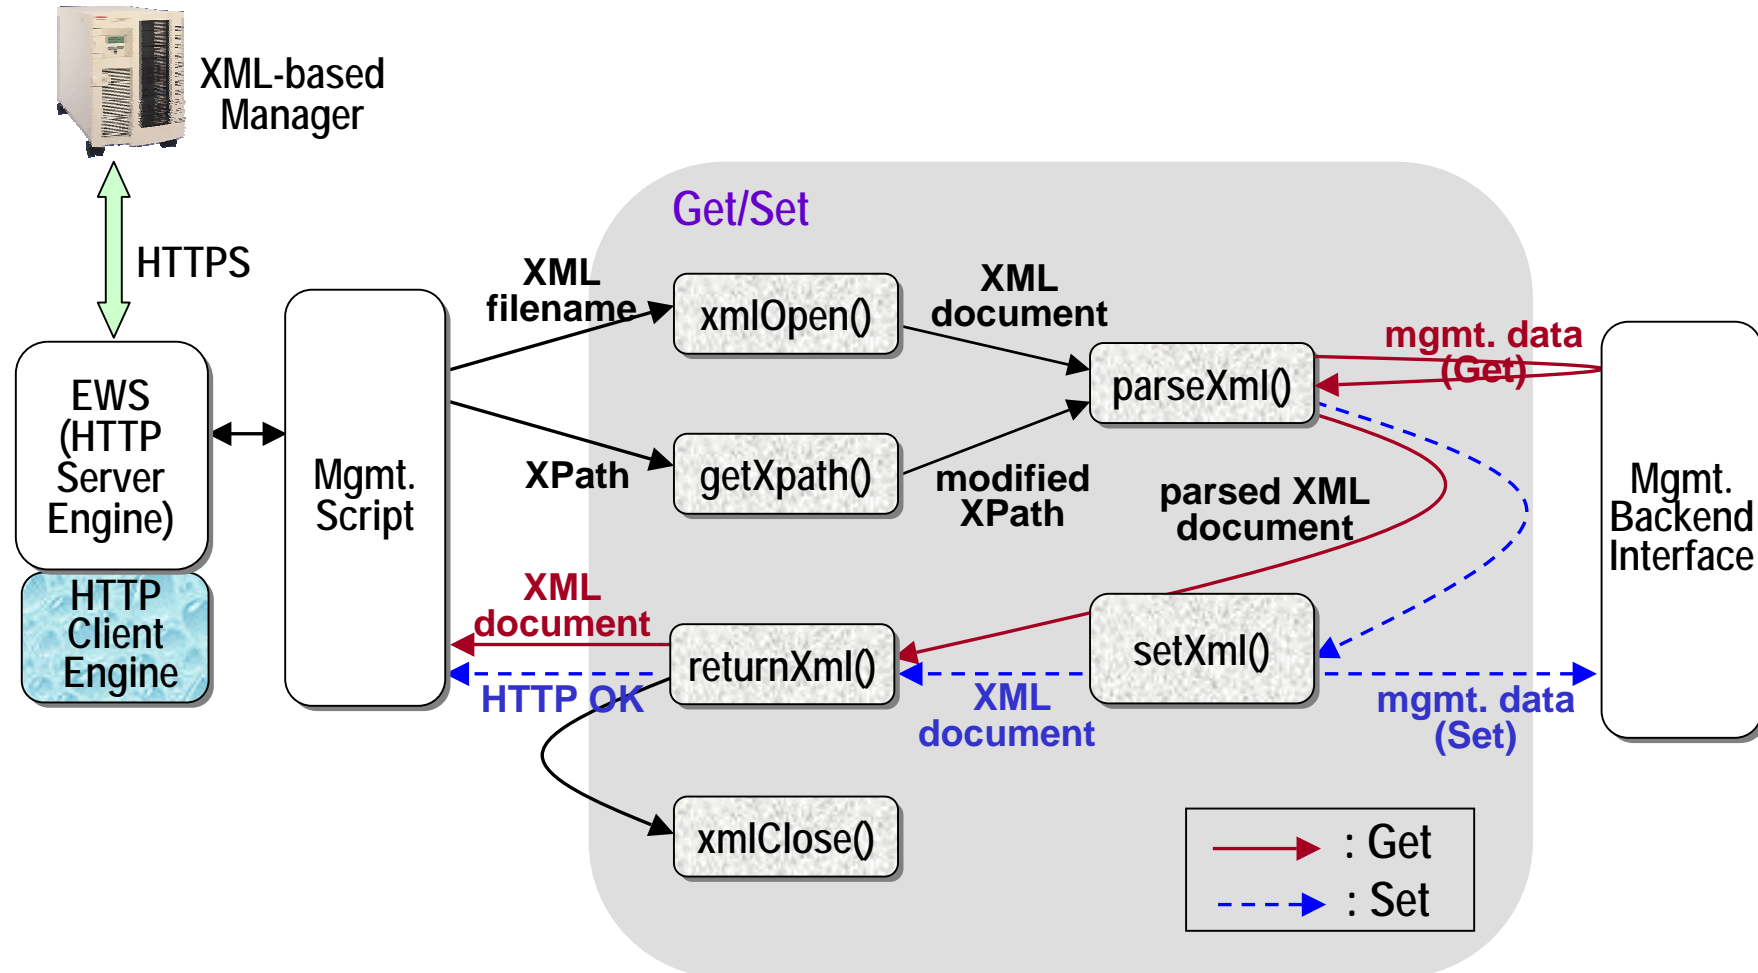 XML-based
Manager
HTTPS
Get/Set
XML
filename
xmlOpen()
XML
document
mgmt. data
(Get)
parseXml()
EWS
(HTTP
Server
Engine)
Mgmt.
Script
XPath
getXpath()
modified
XPath
parsed XML
document
Mgmt.
Backend
Interface
HTTP
Client
Engine
XML
document
returnXml()
setXml()
HTTP OK
XML
document
mgmt. data
(Set)
xmlClose()
: Get
: Set